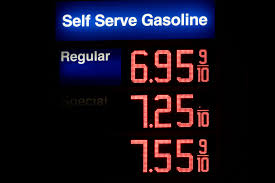 Self Serve Gasoline
Regular 6.95 9/10
Special 7.25 9/10
7.55 9/10